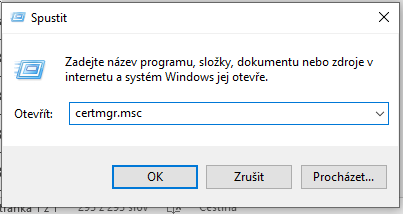 Spustit
Zadejte název programu, složky, dokumentu nebo zdroje v
internetu a systém Windows jej otevře.
Otevřít:
certmgr.msc
OK
Zrušit
Procházet...